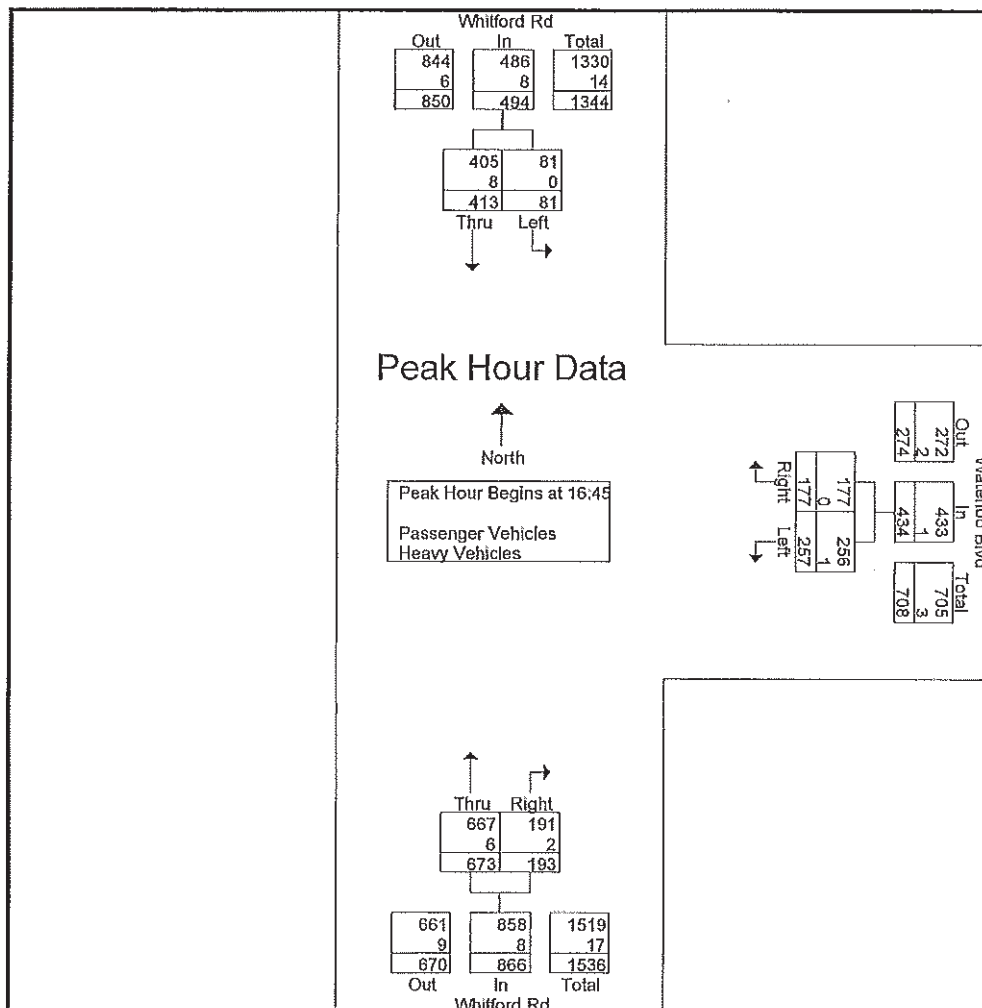 Whitford Rd
Out In Total
844 486 1330
6 8 14
850 494 1344
405 81
8 0
413 81
Thru Left
Peak Hour Data
North
Peak Hour Begins at 16:45
Passenger Vehicles
Heavy Vehicles
Blvd
Out In Total
272 433 705
2 1 3
274 434 708
177 256
0 1
177 257
Right Left
Thru Right
667 191
6 2
673 193
661 858 1519
9 8 17
670 866 1536
Out In Total
Whitford Rd